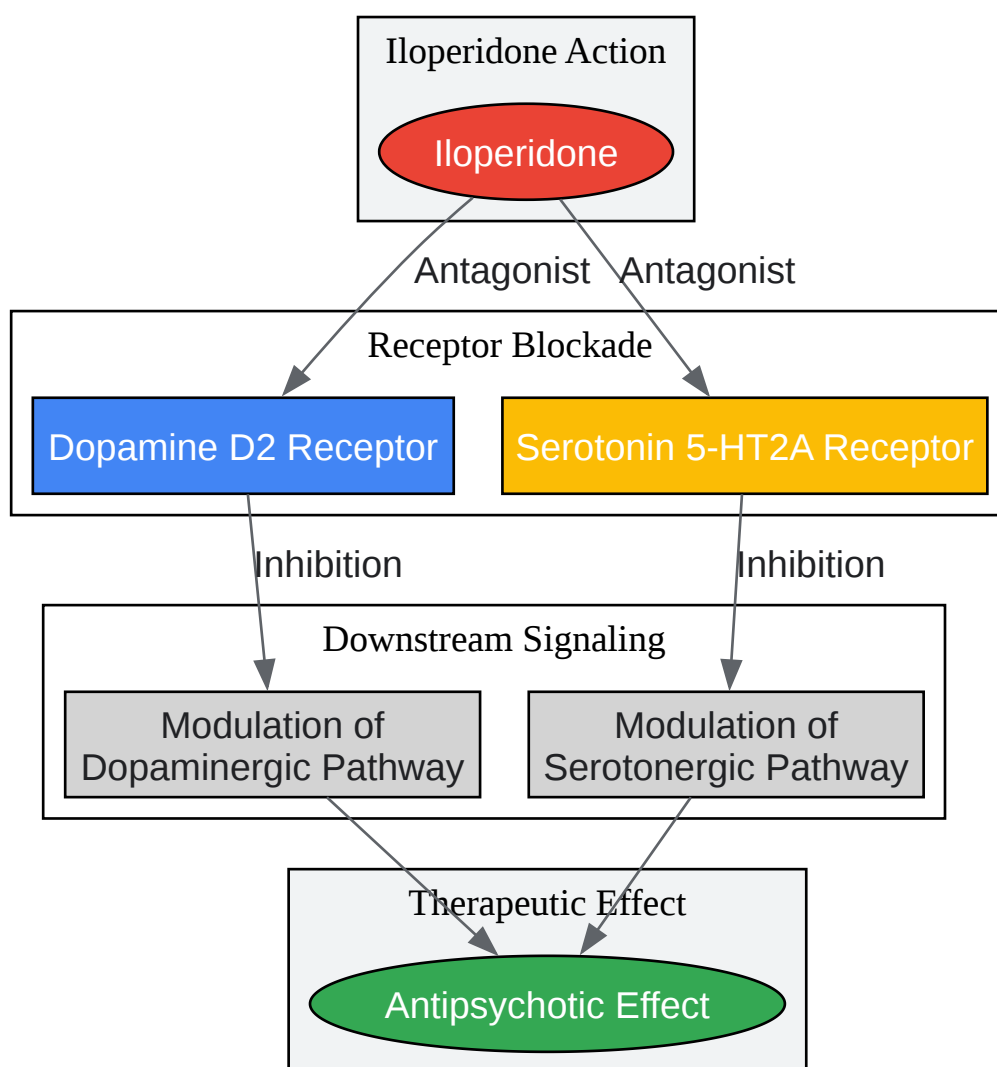 Iloperidone Action
Iloperidone
Antagonist
Antagonist
Receptor Blockade
Dopamine D2 Receptor
Serotonin 5-HT2A Receptor
Inhibition
Inhibition
Downstream Signaling
Modulation of
Dopaminergic Pathway
Modulation of
Serotonergic Pathway
Therapeutic Effect
Antipsychotic Effect